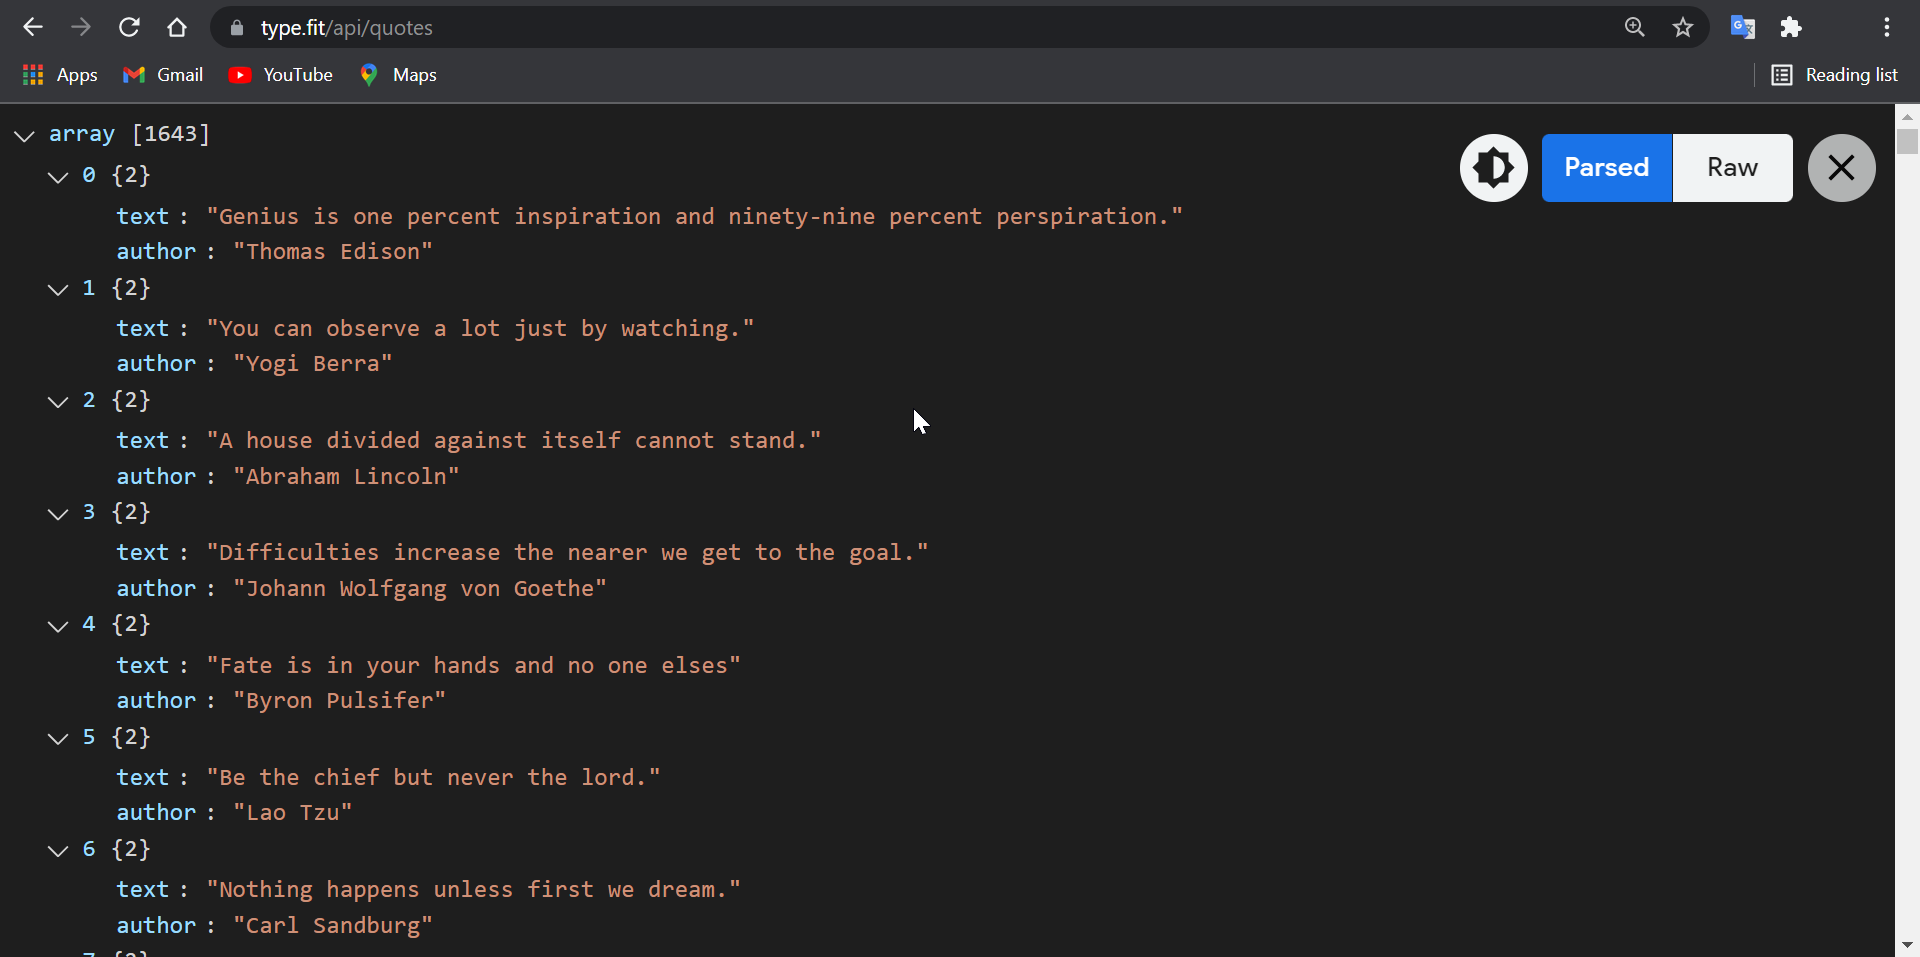 type.fit/api/quotes
Apps Gmail YouTube Maps Reading list
array [1643]
Parsed Raw
0 {2}
text : "Genius is one percent inspiration and ninety-nine percent perspiration."
author : "Thomas Edison"
1 {2}
text : "You can observe a lot just by watching."
author : "Yogi Berra"
2 {2}
text : "A house divided against itself cannot stand."
author : "Abraham Lincoln"
3 {2}
text : "Difficulties increase the nearer we get to the goal."
author : "Johann Wolfgang von Goethe"
4 {2}
text : "Fate is in your hands and no one elses"
author : "Byron Pulsifer"
5 {2}
text : "Be the chief but never the lord."
author : "Lao Tzu"
6 {2}
text : "Nothing happens unless first we dream."
author : "Carl Sandburg"